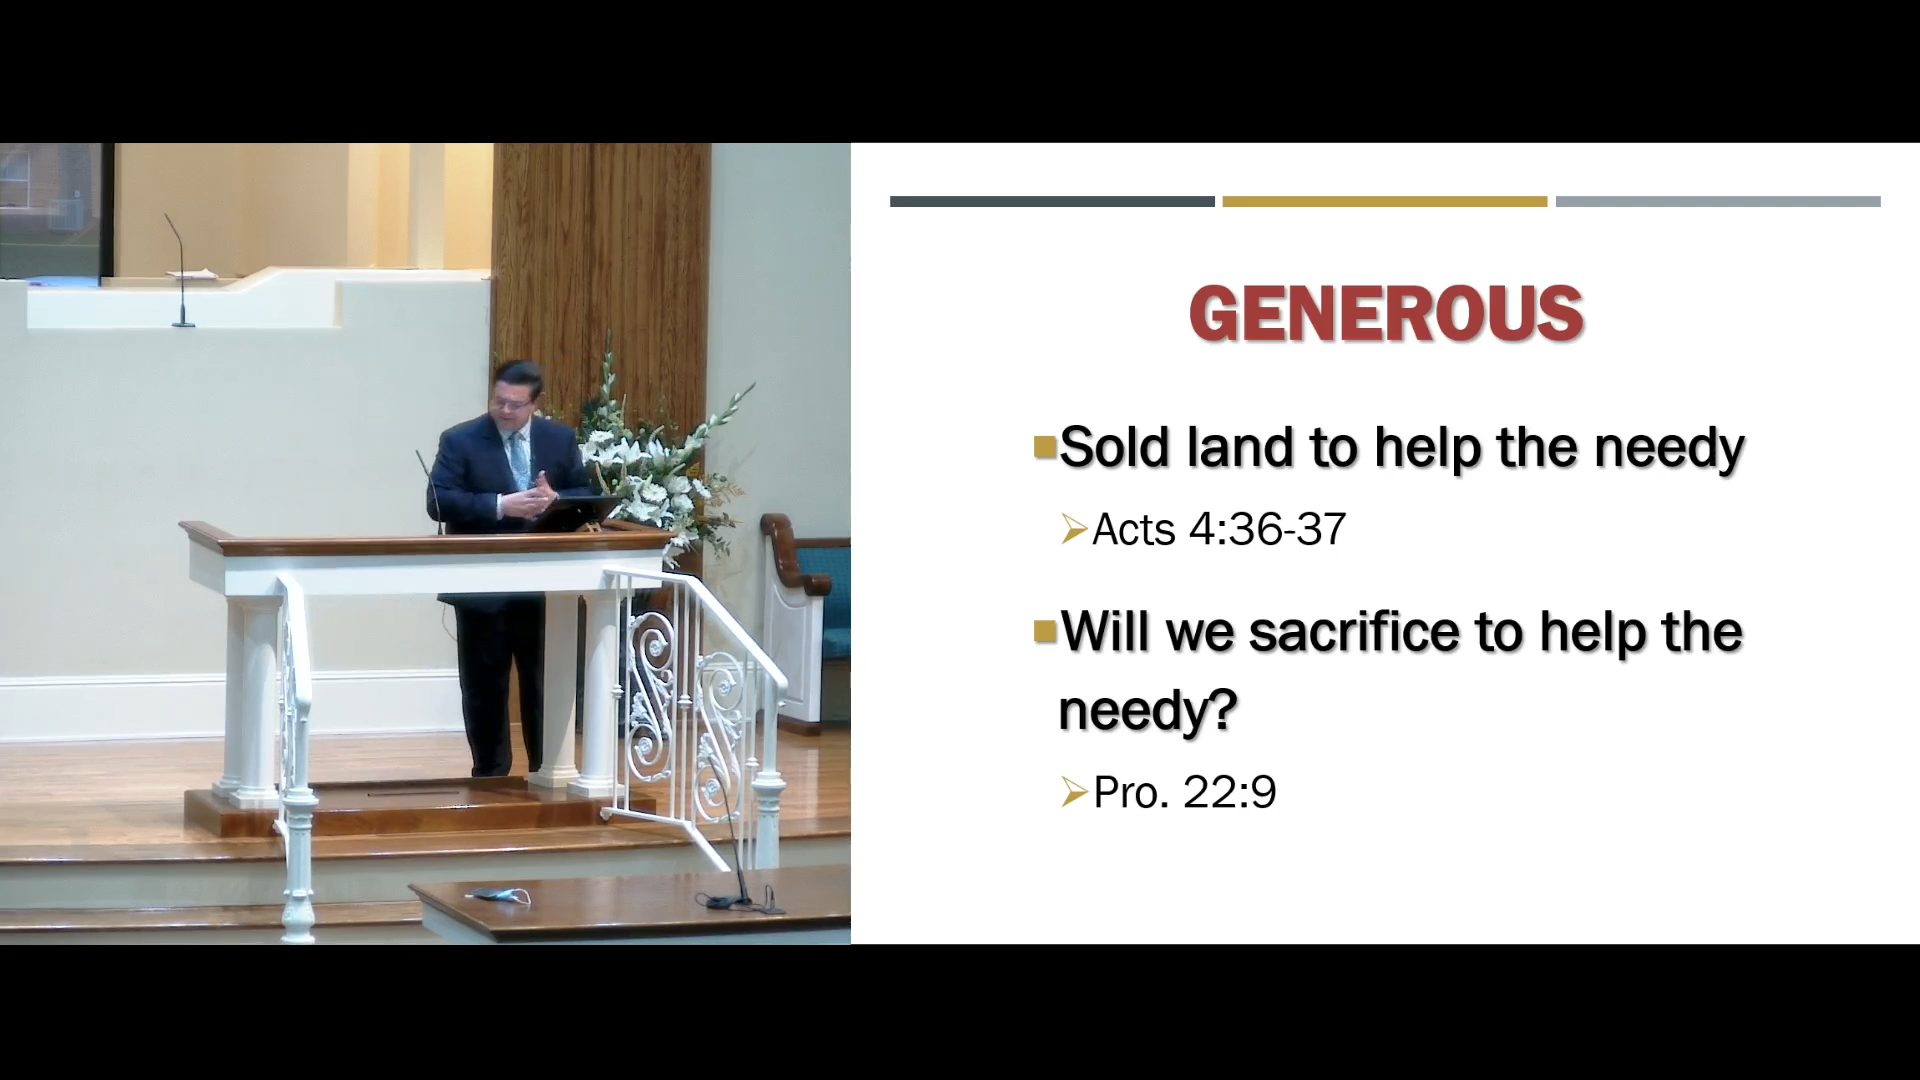 GENEROUS
Sold land to help the needy
Acts 4:36-37
Will we sacrifice to help the
needy?
Pro. 22:9